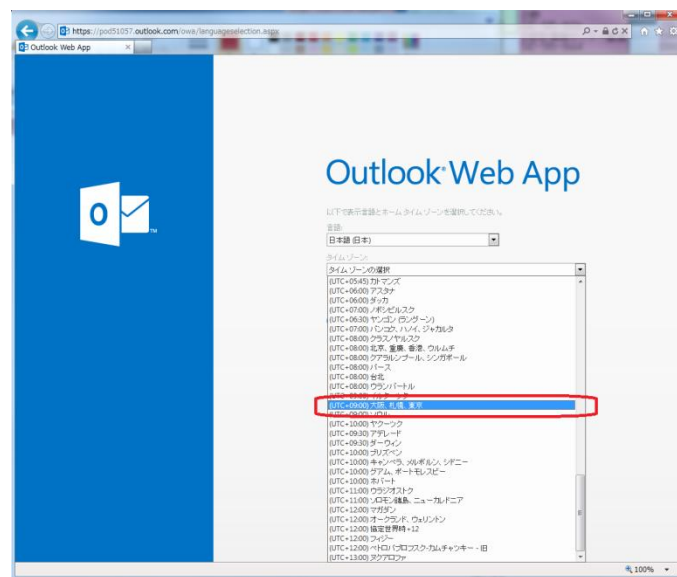 https://pod51057.outlook.com/owa/languageselection.aspx
Outlook Web App
Outlook Web App
以下で表示言語とホーム タイム ゾーンを選択してください。
言語:
日本語 (日本)
タイム ゾーン:
タイム ゾーンの選択
(UTC+05:45) カトマンズ
(UTC+06:00) アスタナ
(UTC+06:00) ダッカ
(UTC+07:00) ノボシビルスク
(UTC+06:30) ヤンゴン (ラングーン)
(UTC+07:00) バンコク、ハノイ、ジャカルタ
(UTC+08:00) クラスノヤルスク
(UTC+08:00) 北京、重慶、香港、ウルムチ
(UTC+08:00) クアラルンプール、シンガポール
(UTC+08:00) パース
(UTC+08:00) 台北
(UTC+08:00) ウランバートル
(UTC+09:00) 大阪、札幌、東京
(UTC+09:00) ソウル
(UTC+10:00) ヤクーツク
(UTC+09:30) アデレード
(UTC+09:30) ダーウィン
(UTC+10:00) ブリズベン
(UTC+10:00) キャンベラ、メルボルン、シドニー
(UTC+10:00) グアム、ポートモレスビー
(UTC+10:00) ホバート
(UTC+11:00) ウラジオストク
(UTC+11:00) ソロモン諸島、ニューカレドニア
(UTC+12:00) マガダン
(UTC+12:00) オークランド、ウェリントン
(UTC+12:00) 協定世界時+12
(UTC+12:00) フィジー
(UTC+12:00) ペトロパブロフスク-カムチャツキー - 旧
(UTC+13:00) ヌクアロファ
100%